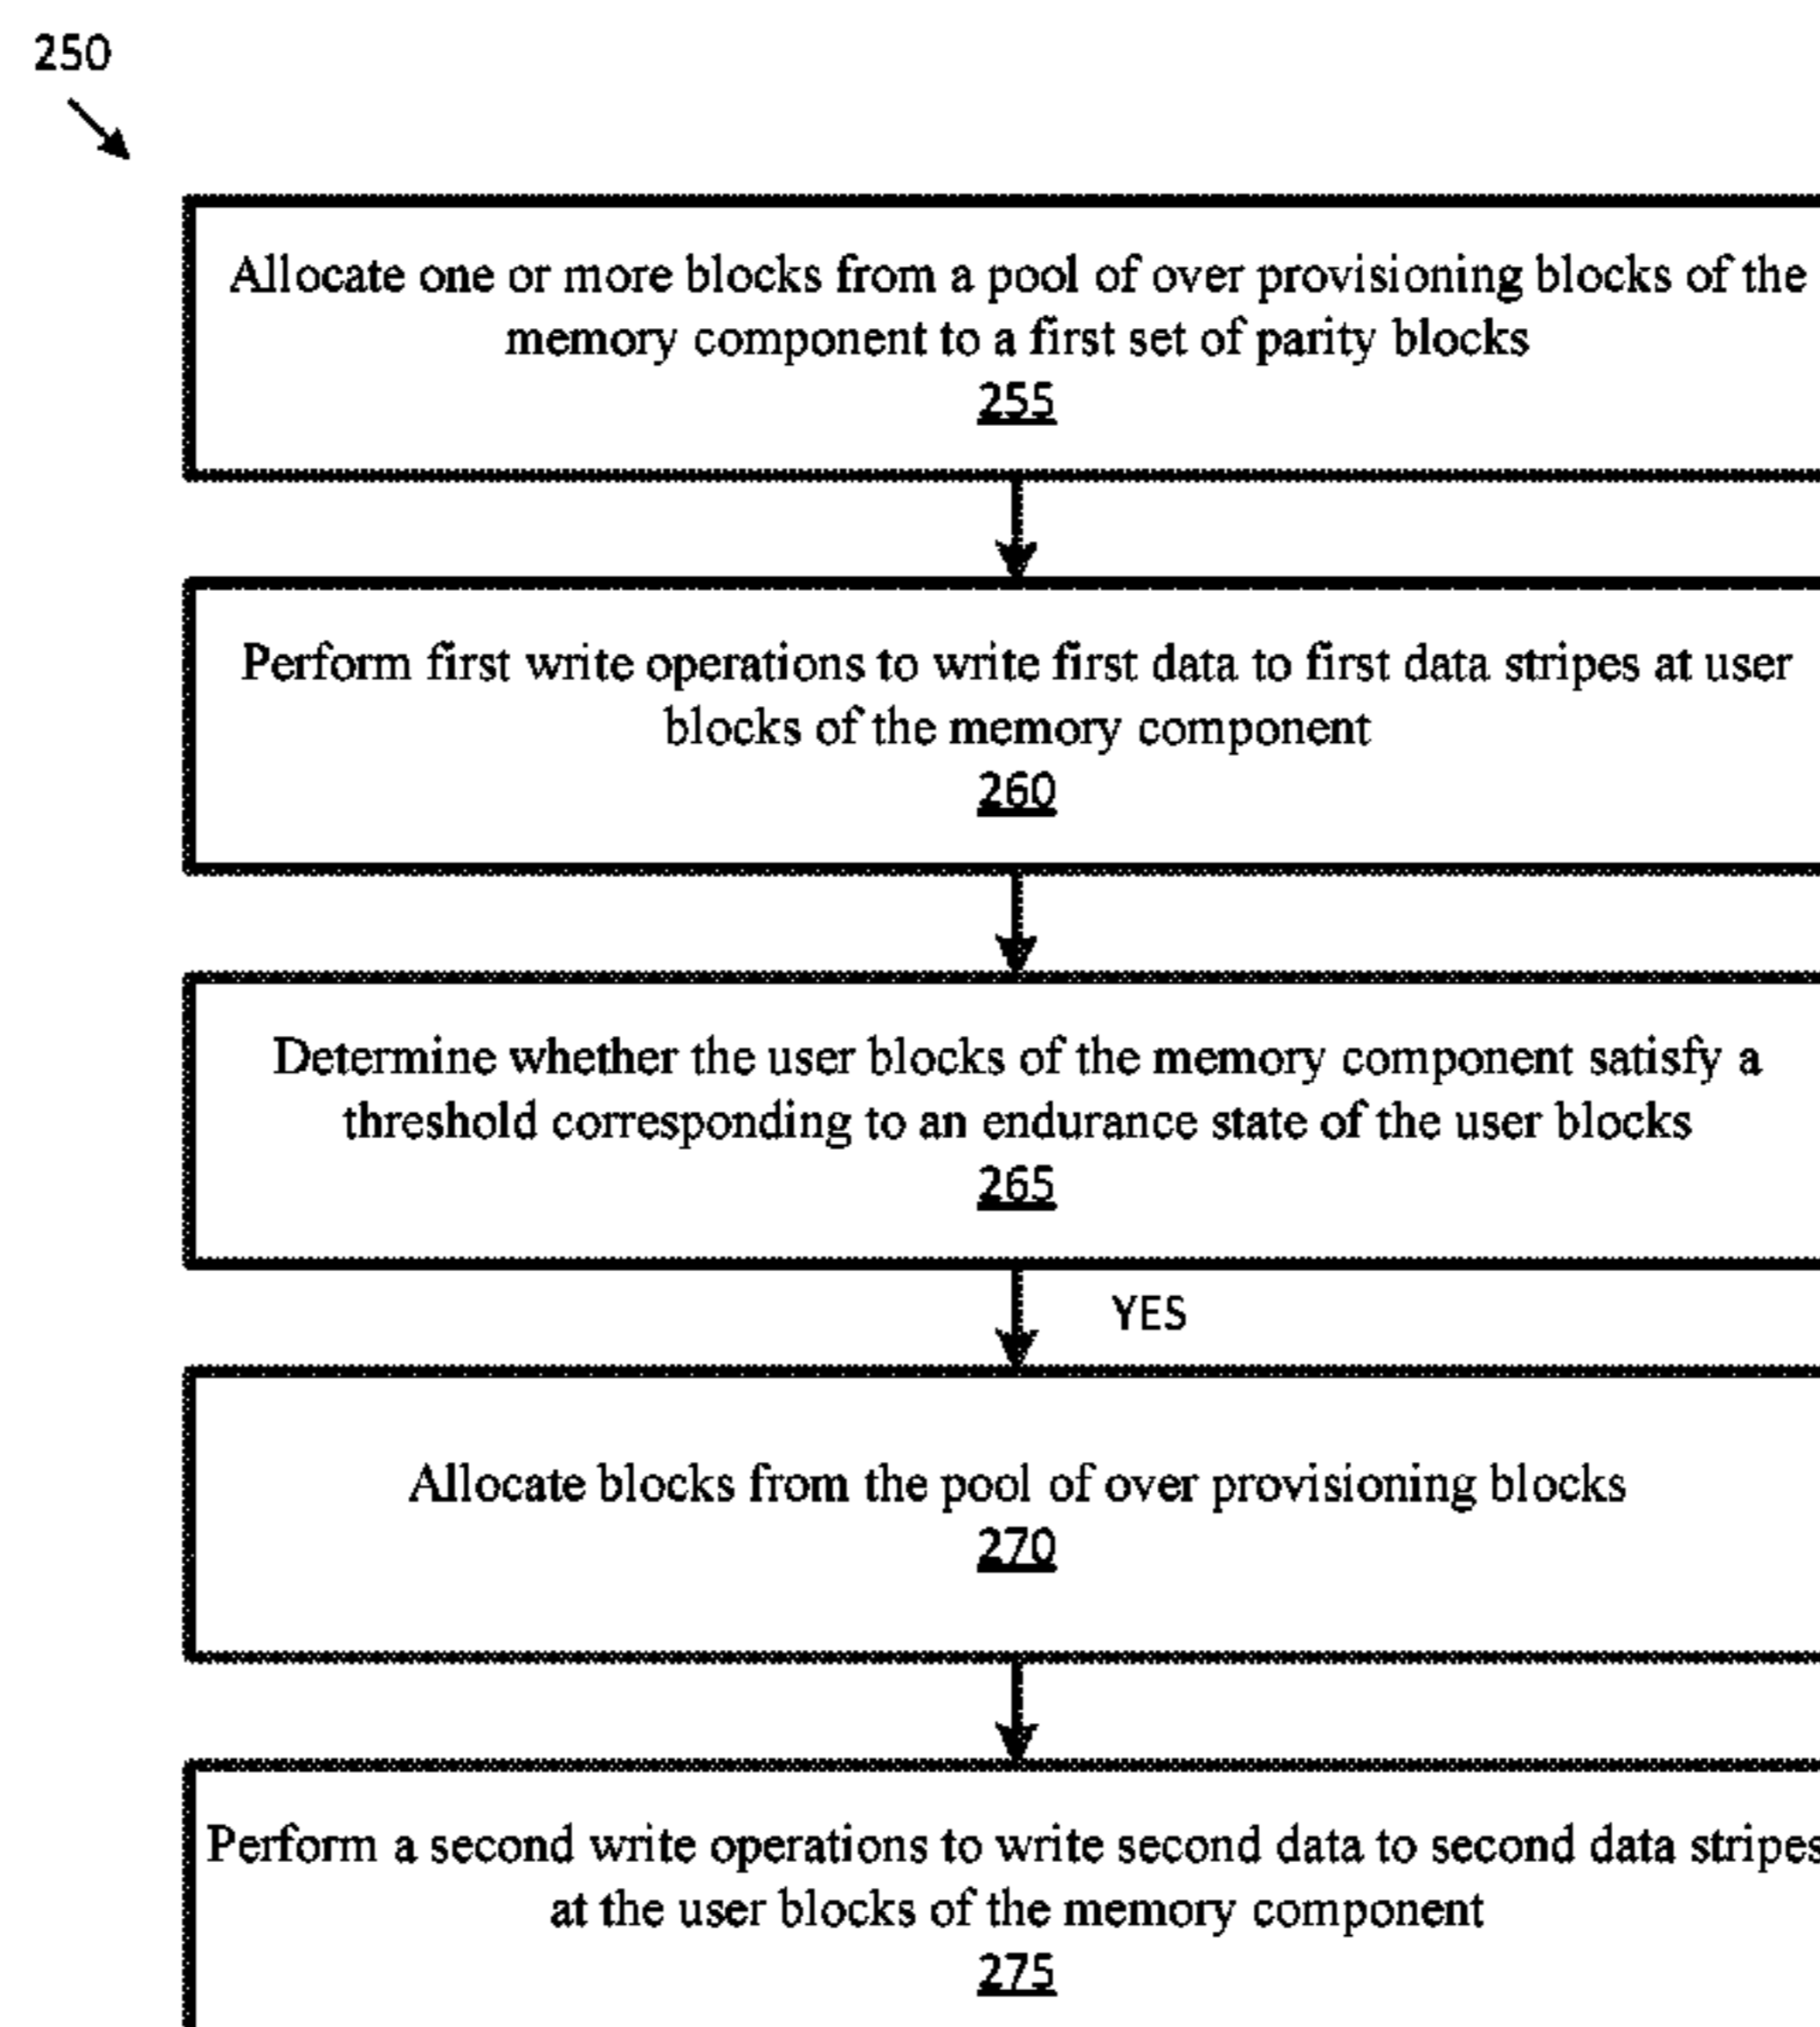 250
Allocate one or more blocks from a pool of over provisioning blocks of the
memory component to a first set of parity blocks
255
Perform first write operations to write first data to first data stripes at user
blocks of the memory component
260
Determine whether the user blocks of the memory component satisfy a
threshold corresponding to an endurance state of the user blocks
265
YES
Allocate blocks from the pool of over provisioning blocks
270
Perform a second write operations to write second data to second data stripes
at the user blocks of the memory component
275